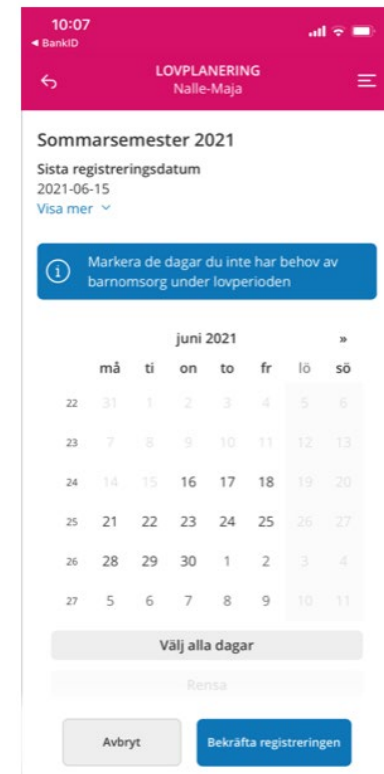 10:07
◀ BankID
LOVPLANERING
Nalle-Maja
Sommarsemester 2021
Sista registreringsdatum
2021-06-15
Visa mer
Markera de dagar du inte har behov av
barnomsorg under lovperioden
juni 2021 »
må ti on to fr lö sö
22 31 1 2 3 4 5 6
23 7 8 9 10 11 12 13
24 14 15 16 17 18 19 20
25 21 22 23 24 25 26 27
26 28 29 30 1 2 3 4
27 5 6 7 8 9 10 11
Välj alla dagar
Rensa
Avbryt Bekräfta registreringen